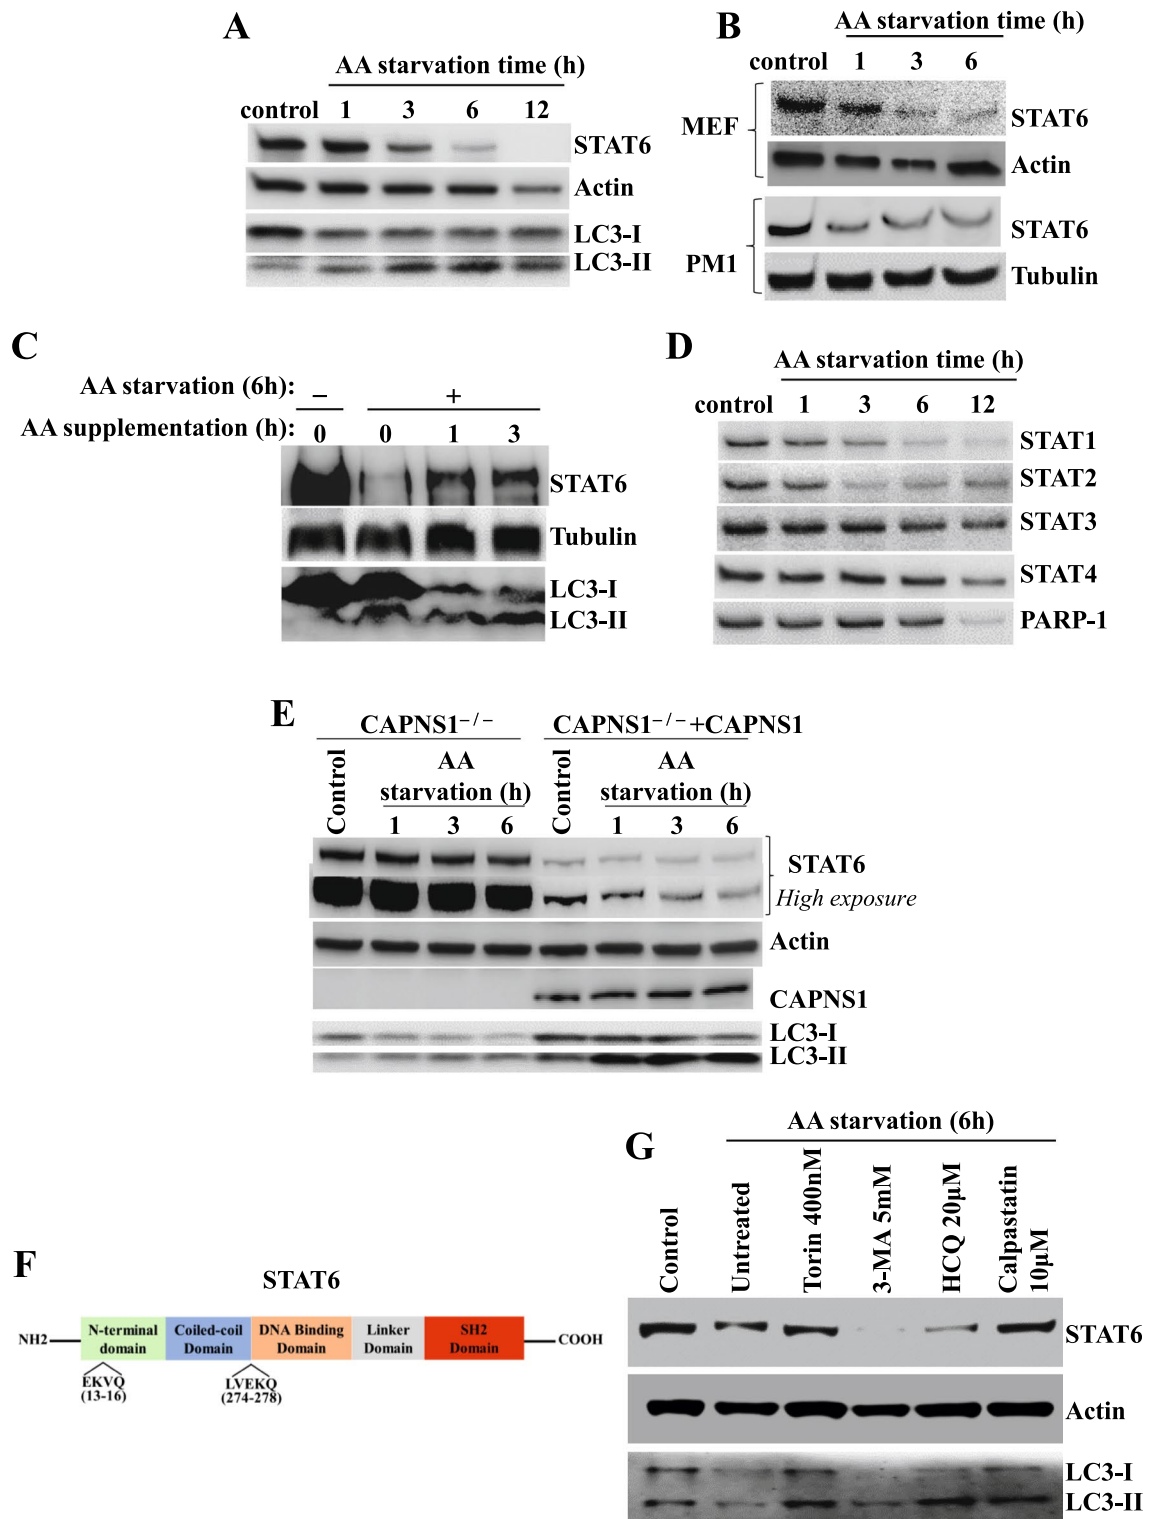 A
AA starvation time (h)
control 1 3 6 12
STAT6
Actin
LC3-I
LC3-II
B
AA starvation time (h)
control 1 3 6
MEF
STAT6
Actin
PM1
STAT6
Tubulin
C
AA starvation (6h): – +
AA supplementation (h): 0 0 1 3
STAT6
Tubulin
LC3-I
LC3-II
D
AA starvation time (h)
control 1 3 6 12
STAT1
STAT2
STAT3
STAT4
PARP-1
E
CAPNS1⁻/⁻ CAPNS1⁻/⁻+CAPNS1
Control
AA
starvation (h)
1 3 6
Control
AA
starvation (h)
1 3 6
STAT6
High exposure
Actin
CAPNS1
LC3-I
LC3-II
F
STAT6
NH2
N-terminal
domain
Coiled-coil
Domain
DNA Binding
Domain
Linker
Domain
SH2
Domain
COOH
EKVQ
(13-16)
LVEKQ
(274-278)
G
AA starvation (6h)
Control
Untreated
Torin 400nM
3-MA 5mM
HCQ 20µM
Calpastatin
10µM
STAT6
Actin
LC3-I
LC3-II